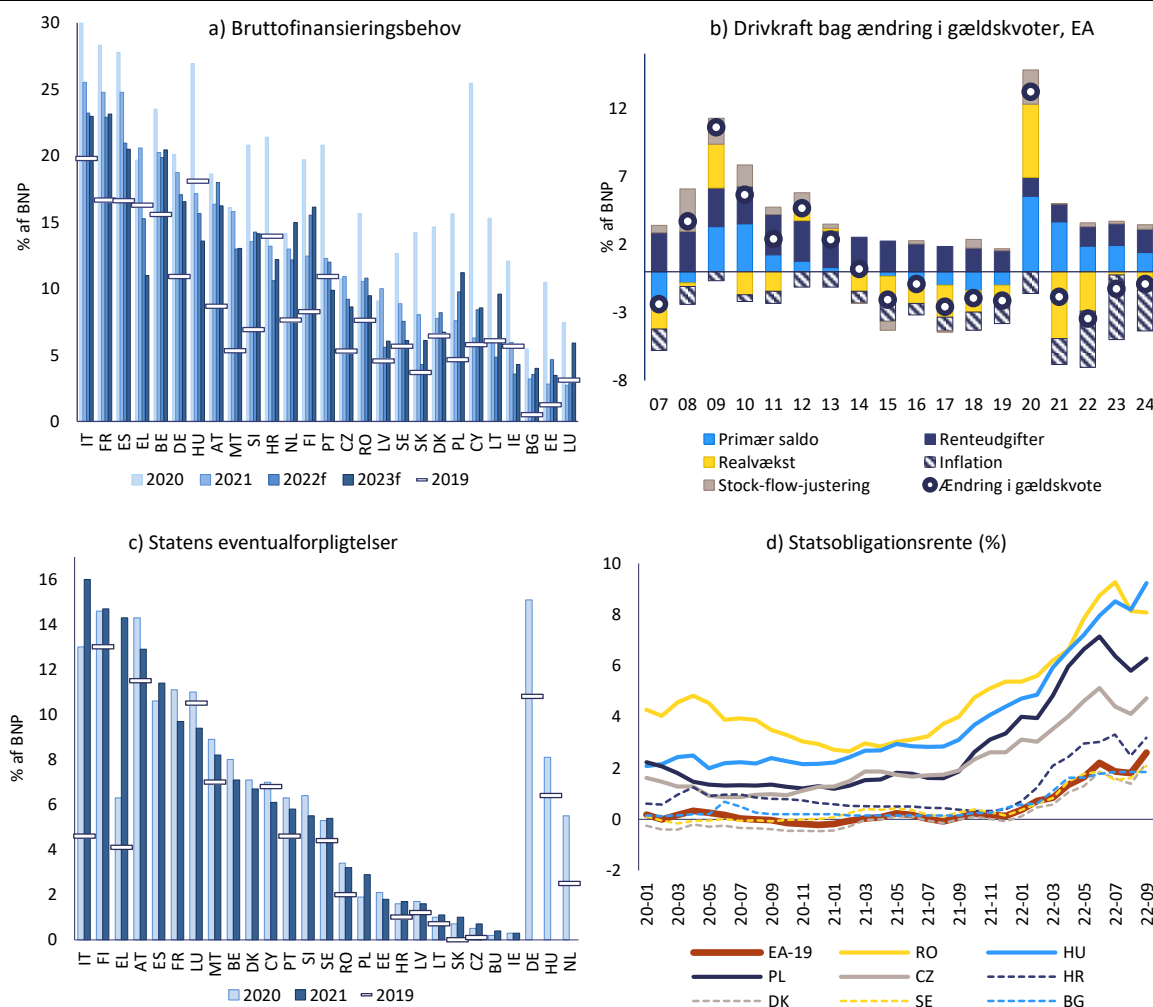 a) Bruttofinansieringsbehov
% af BNP
30
25
20
15
10
5
0
IT FR ES EL BE DE HU AT MT SI HR NL FI PT CZ RO LV SE SK DK PL CY LT IE BG EE LU
2020 2021 2022f 2023f 2019
b) Drivkraft bag ændring i gældskvoter, EA
% af BNP
12
7
2
-3
-8
07 08 09 10 11 12 13 14 15 16 17 18 19 20 21 22 23 24
Primær saldo Renteudgifter
Realvækst Inflation
Stock-flow-justering Ændring i gældskvote
c) Statens eventualforpligtelser
% af BNP
16
14
12
10
8
6
4
2
0
IT FI EL AT ES FR LU MT BE DK CY PT SI SE RO PL EE HR LV LT SK CZ BU IE DE HU NL
2020 2021 2019
d) Statsobligationsrente (%)
10
8
6
4
2
0
-2
20-01 20-03 20-05 20-07 20-09 20-11 21-01 21-03 21-05 21-07 21-09 21-11 22-01 22-03 22-05 22-07 22-09
EA-19 RO HU
PL CZ HR
DK SE BG